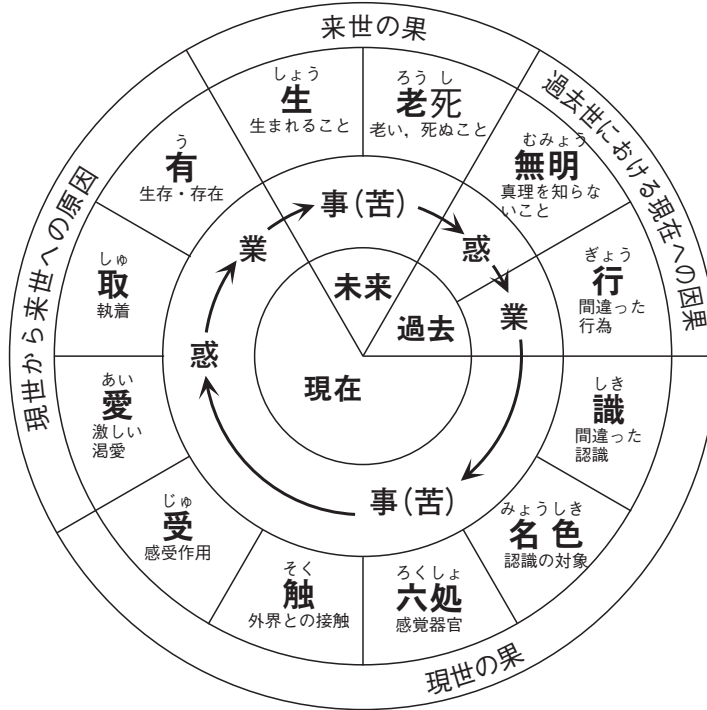 来世の果
過去世における現在への因果
現世の果
現世から来世への原因
むみょう
無明
真理を知らな
いこと
ぎょう
行
間違った
行為
しき
識
間違った
認識
みょうしき
名色
認識の対象
ろくしょ
六処
感覚器官
そく
触
外界との接触
じゅ
受
感受作用
あい
愛
激しい
渇愛
しゅ
取
執着
う
有
生存・存在
しょう
生
生まれること
ろうし
老死
老い，死ぬこと
事(苦)
惑
業
事(苦)
惑
業
未来
過去
現在